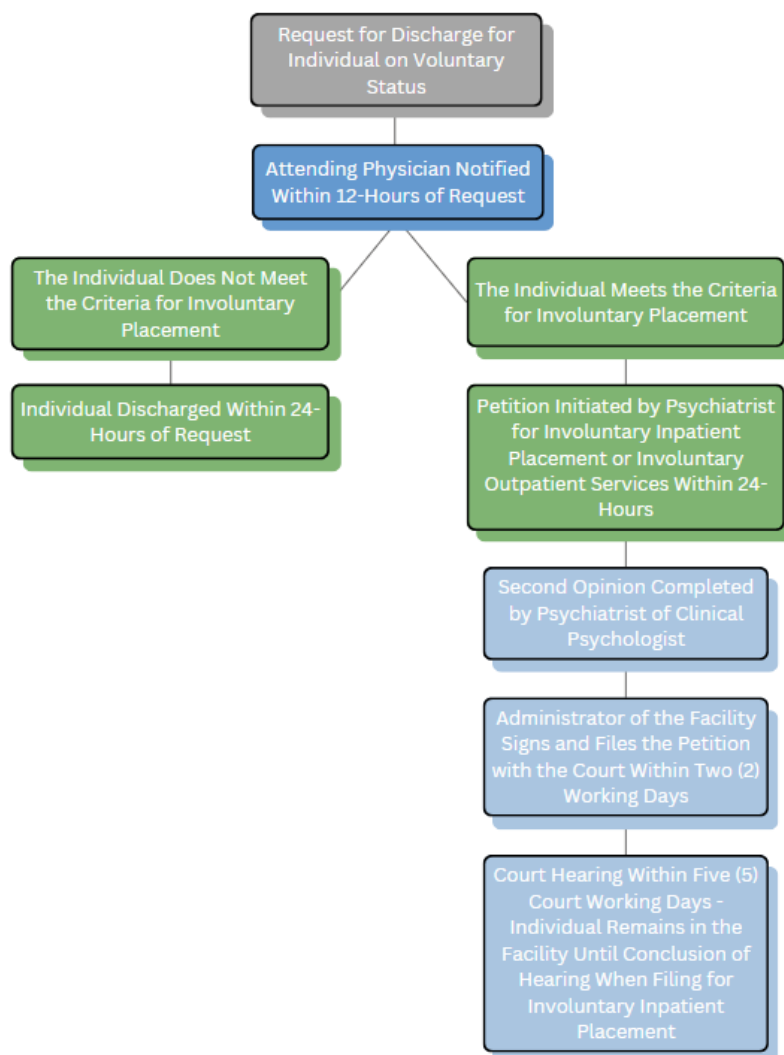 Request for Discharge for
Individual on Voluntary
Status
Attending Physician Notified
Within 12-Hours of Request
The Individual Does Not Meet
the Criteria for Involuntary
Placement
Individual Discharged Within 24-
Hours of Request
The Individual Meets the Criteria
for Involuntary Placement
Petition Initiated by Psychiatrist
for Involuntary Inpatient
Placement or Involuntary
Outpatient Services Within 24-
Hours
Second Opinion Completed
by Psychiatrist of Clinical
Psychologist
Administrator of the Facility
Signs and Files the Petition
with the Court Within Two (2)
Working Days
Court Hearing Within Five (5)
Court Working Days -
Individual Remains in the
Facility Until Conclusion of
Hearing When Filing for
Involuntary Inpatient
Placement